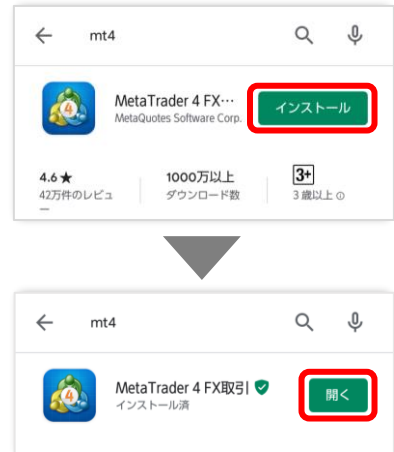 mt4
MetaTrader 4 FX…
インストール
MetaQuotes Software Corp.
4.6★
1000万以上
3+
42万件のレビュ
ー
ダウンロード数
3 歳以上
mt4
MetaTrader 4 FX取引
インストール済
開く